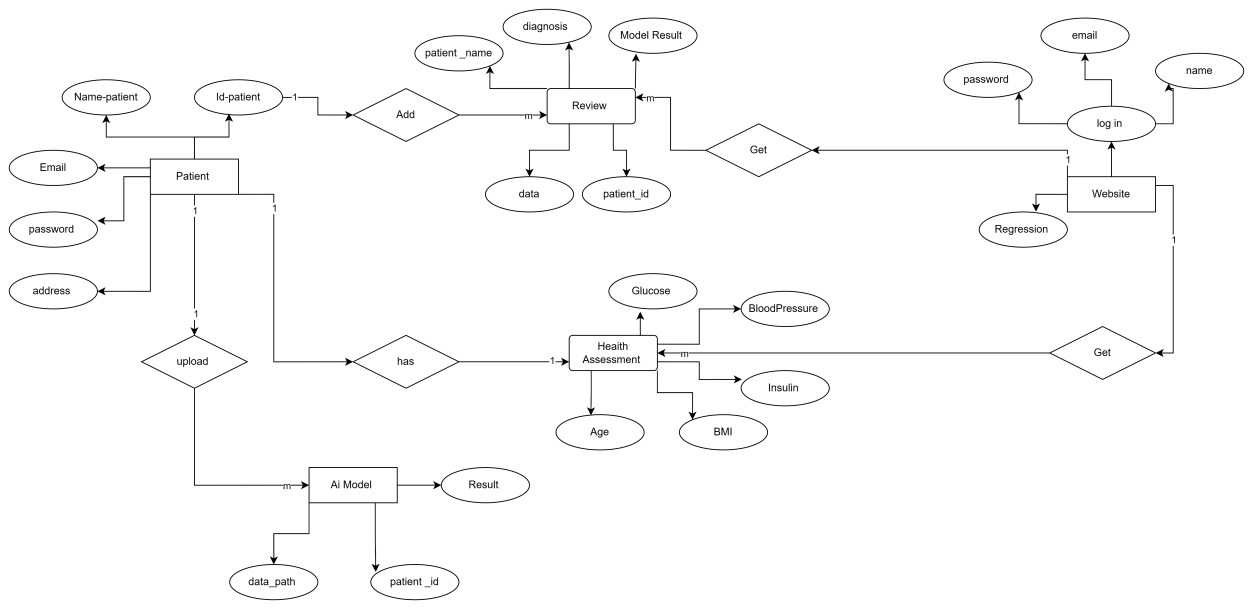 diagnosis
Model Result
email
patient _name
password
name
Name-patient
Id-patient
1
Review
m
Add
m
log in
Get
1
Email
Patient
data
patient_id
Website
1
1
password
Regression
1
address
Glucose
BloodPressure
1
upload
has
1
Health
Assessment
m
Get
Insulin
Age
BMI
m
Ai Model
Result
data_path
patient _id